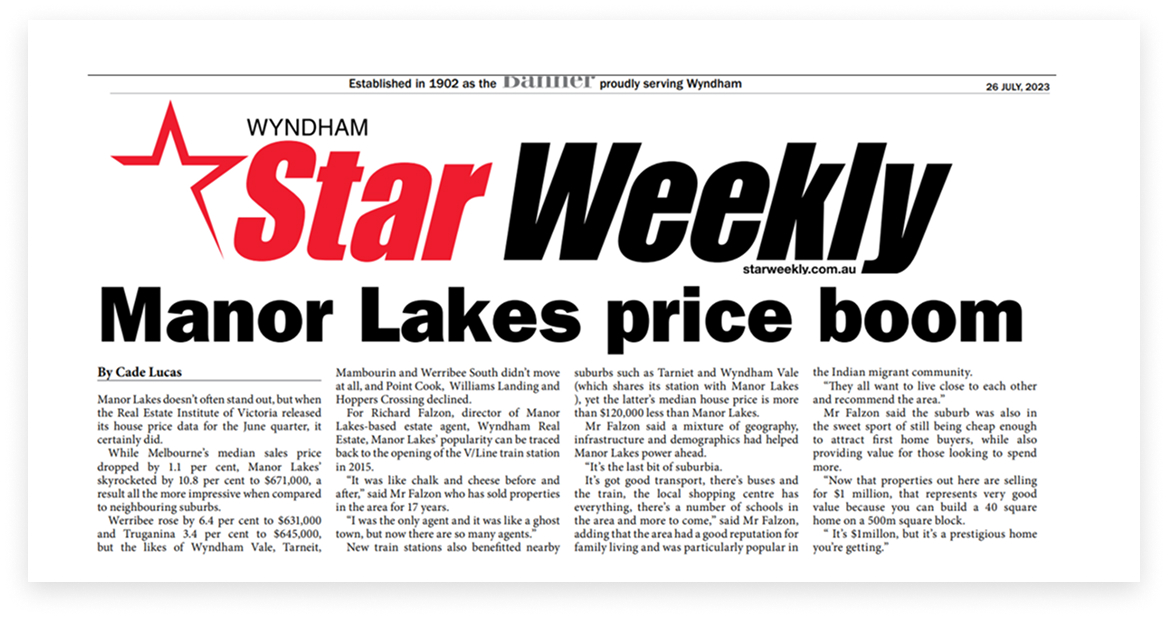 Established in 1902 as the Banner proudly serving Wyndham
26 JULY, 2023
WYNDHAM
Star Weekly
starweekly.com.au
Manor Lakes price boom
By Cade Lucas
Manor Lakes doesn't often stand out, but when
the Real Estate Institute of Victoria released
its house price data for the June quarter, it
certainly did.
While Melbourne's median sales price
dropped by 1.1 per cent, Manor Lakes'
skyrocketed by 10.8 per cent to $671,000, a
result all the more impressive when compared
to neighbouring suburbs.
Werribee rose by 6.4 per cent to $631,000
and Truganina 3.4 per cent to $645,000,
but the likes of Wyndham Vale, Tarneit,
Mambourin and Werribee South didn't move
at all, and Point Cook, Williams Landing and
Hoppers Crossing declined.
For Richard Falzon, director of Manor
Lakes-based estate agent, Wyndham Real
Estate, Manor Lakes' popularity can be traced
back to the opening of the V/Line train station
in 2015.
"It was like chalk and cheese before and
after," said Mr Falzon who has sold properties
in the area for 17 years.
"I was the only agent and it was like a ghost
town, but now there are so many agents."
New train stations also benefitted nearby
suburbs such as Tarniet and Wyndham Vale
(which shares its station with Manor Lakes
), yet the latter's median house price is more
than $120,000 less than Manor Lakes.
Mr Falzon said a mixture of geography,
infrastructure and demographics had helped
Manor Lakes power ahead.
"It's the last bit of suburbia.
It's got good transport, there's buses and
the train, the local shopping centre has
everything, there's a number of schools in
the area and more to come," said Mr Falzon,
adding that the area had a good reputation for
family living and was particularly popular in
the Indian migrant community.
"They all want to live close to each other
and recommend the area."
Mr Falzon said the suburb was also in
the sweet sport of still being cheap enough
to attract first home buyers, while also
providing value for those looking to spend
more.
"Now that properties out here are selling
for $1 million, that represents very good
value because you can build a 40 square
home on a 500m square block.
" It's $1millon, but it's a prestigious home
you're getting."